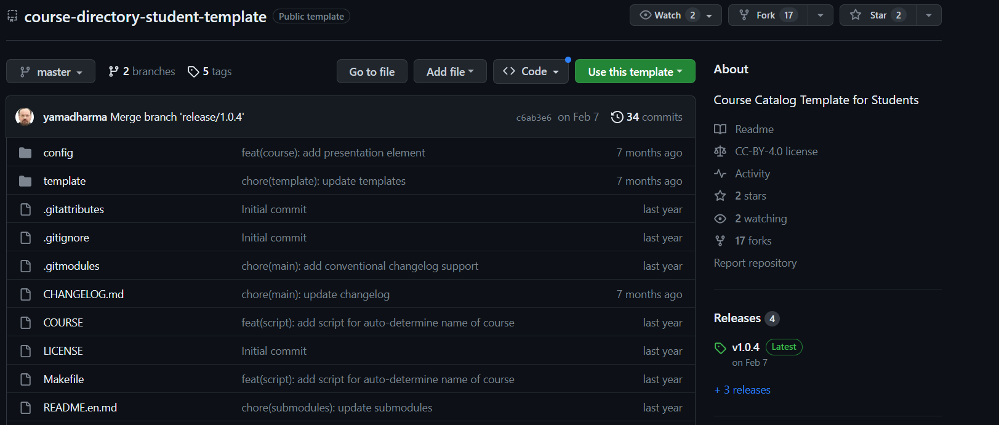 course-directory-student-template Public template Watch 2 Fork 17 Star 2
master 2 branches 5 tags Go to file Add file Code Use this template
yamadharma Merge branch 'release/1.0.4' c6ab3e6 on Feb 7 34 commits
config feat(course): add presentation element 7 months ago
template chore(template): update templates 7 months ago
.gitattributes Initial commit last year
.gitignore Initial commit last year
.gitmodules chore(main): add conventional changelog support last year
CHANGELOG.md chore(main): update changelog 7 months ago
COURSE feat(script): add script for auto-determine name of course last year
LICENSE Initial commit last year
Makefile feat(script): add script for auto-determine name of course last year
README.en.md chore(submodules): update submodules last year
About
Course Catalog Template for Students
Readme
CC-BY-4.0 license
Activity
2 stars
2 watching
17 forks
Report repository
Releases 4
v1.0.4 Latest
on Feb 7
+ 3 releases